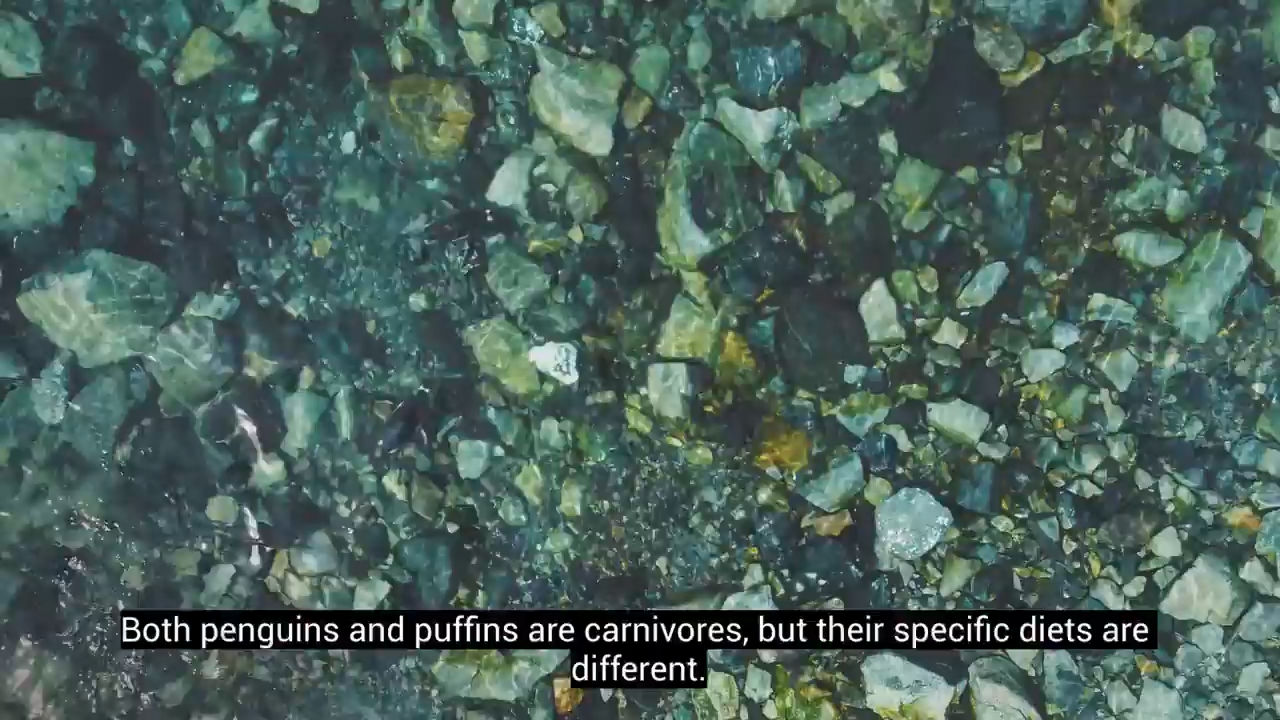 Both penguins and puffins are carnivores, but their specific diets are
different.